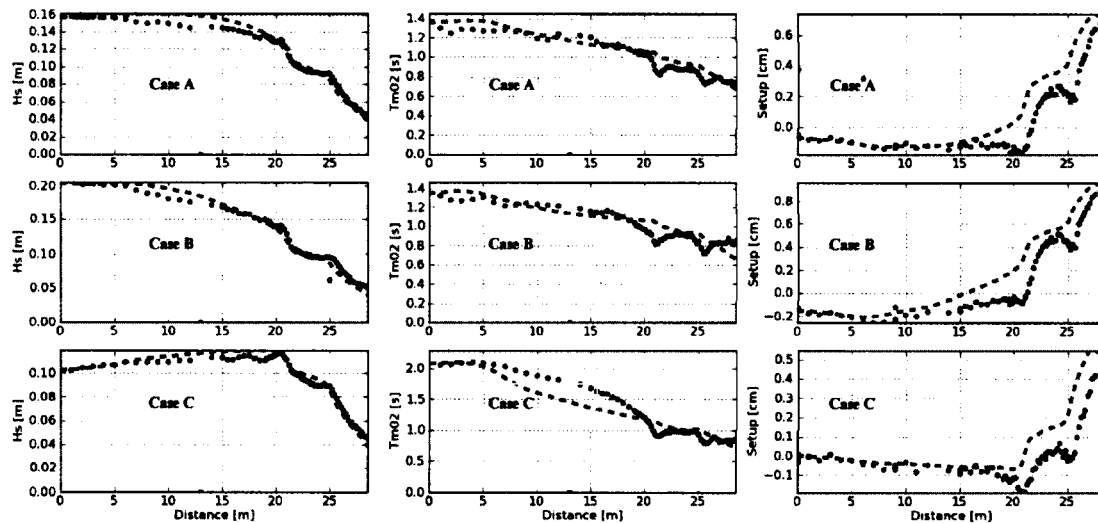 Hs [m]
0.16
0.14
0.12
0.10
0.08
0.06
0.04
0.02
0.00
Case A
0 5 10 15 20 25
Tm02 [s]
1.6
1.4
1.2
1.0
0.8
0.6
0.4
0.2
0.0
Case A
0 5 10 15 20 25
Setup [cm]
0.6
0.4
0.2
0.0
Case A
0 5 10 15 20 25
Hs [m]
0.20
0.15
0.10
0.05
0.00
Case B
0 5 10 15 20 25
Tm02 [s]
1.4
1.2
1.0
0.8
0.6
0.4
0.2
0.0
Case B
0 5 10 15 20 25
Setup [cm]
0.8
0.6
0.4
0.2
0.0
−0.2
Case B
0 5 10 15 20 25
Hs [m]
0.10
0.08
0.06
0.04
0.02
0.00
Case C
0 5 10 15 20 25
Distance [m]
Tm02 [s]
2.0
1.5
1.0
0.5
0.0
Case C
0 5 10 15 20 25
Distance [m]
Setup [cm]
0.5
0.4
0.3
0.2
0.1
0.0
−0.1
Case C
0 5 10 15 20 25
Distance [m]